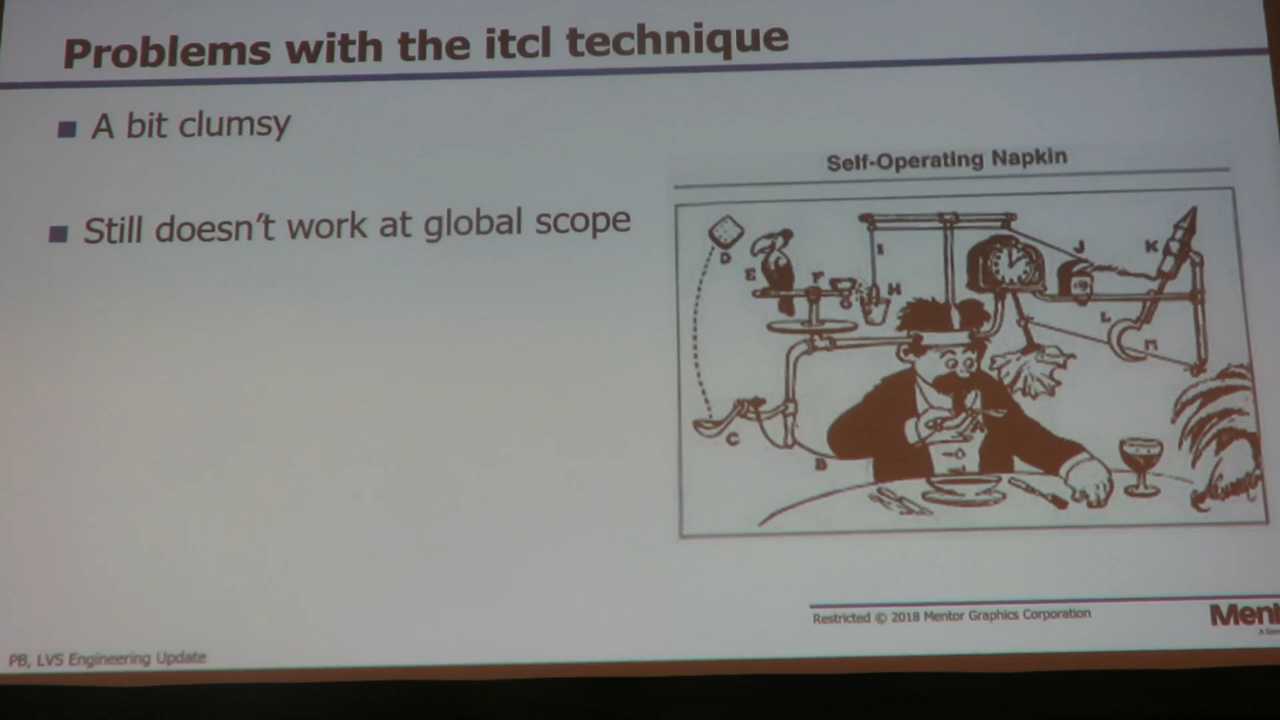 Problems with the itcl technique
A bit clumsy
Still doesn't work at global scope
Self-Operating Napkin
D
E
F
H
I
J
K
L
M
C
B
A
Restricted © 2018 Mentor Graphics Corporation
PB, LVS Engineering Update